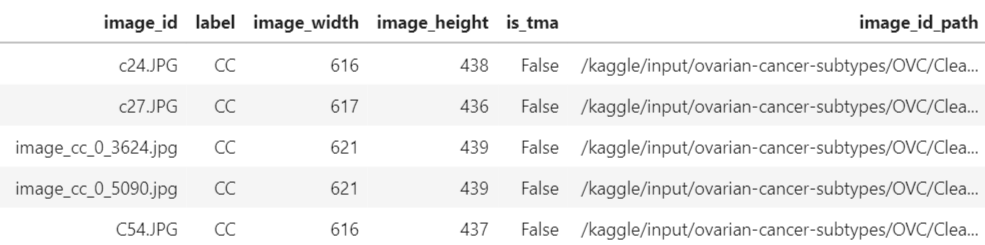 image_id label image_width image_height is_tma image_id_path
c24.JPG CC 616 438 False /kaggle/input/ovarian-cancer-subtypes/OVC/Clea...
c27.JPG CC 617 436 False /kaggle/input/ovarian-cancer-subtypes/OVC/Clea...
image_cc_0_3624.jpg CC 621 439 False /kaggle/input/ovarian-cancer-subtypes/OVC/Clea...
image_cc_0_5090.jpg CC 621 439 False /kaggle/input/ovarian-cancer-subtypes/OVC/Clea...
C54.JPG CC 616 437 False /kaggle/input/ovarian-cancer-subtypes/OVC/Clea...